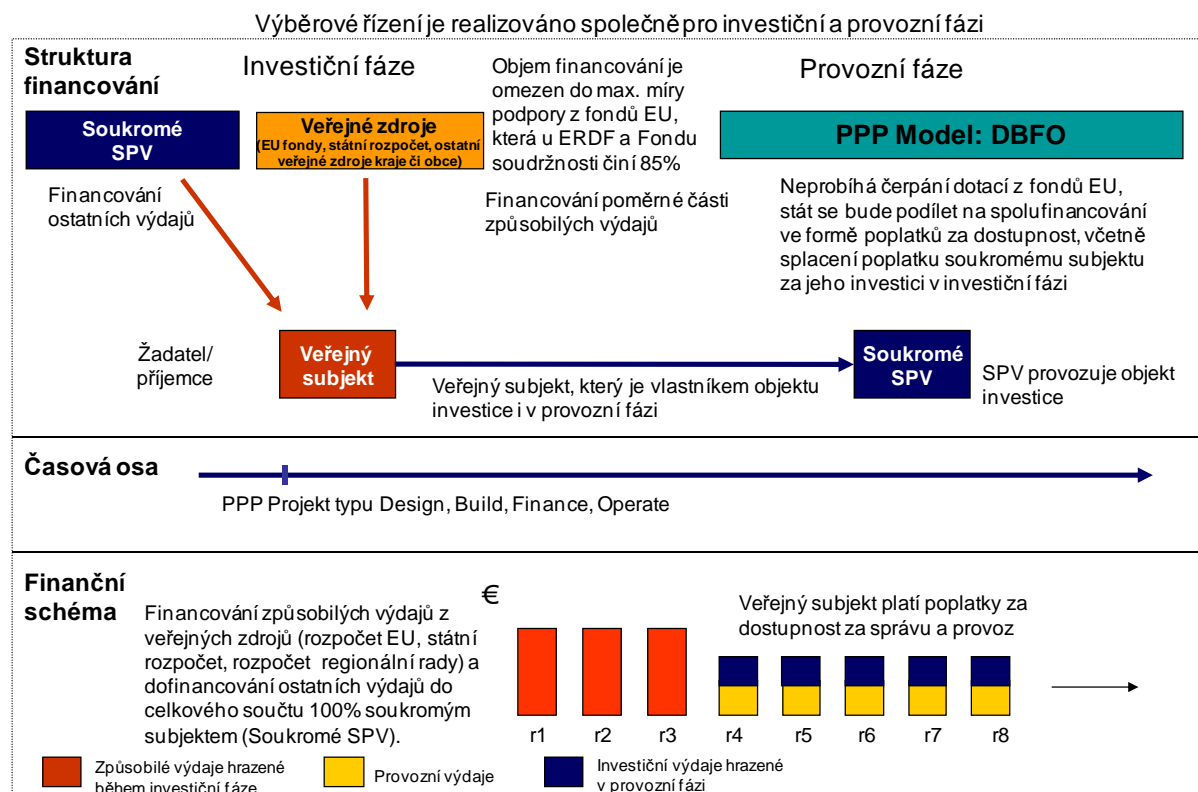 Výběrové řízení je realizováno společně pro investiční a provozní fázi
Struktura
financování
Investiční fáze
Objem financování je
omezen do max. míry
podpory z fondů EU,
která u ERDF a Fondu
soudržnosti činí 85%
Provozní fáze
Soukromé
SPV
Veřejné zdroje
(EU fondy, státní rozpočet, ostatní
veřejné zdroje kraje či obce)
PPP Model: DBFO
Financování
ostatních výdajů
Financování poměrné části
způsobilých výdajů
Neprobíhá čerpání dotací z fondů EU,
stát se bude podílet na spolufinancování
ve formě poplatků za dostupnost, včetně
splacení poplatku soukromému subjektu
za jeho investici v investiční fázi
Žadatel/
příjemce
Veřejný
subjekt
Veřejný subjekt, který je vlastníkem objektu
investice i v provozní fázi
Soukromé
SPV
SPV provozuje objekt
investice
Časová osa
PPP Projekt typu Design, Build, Finance, Operate
Finanční
schéma
Financování způsobilých výdajů z
veřejných zdrojů (rozpočet EU, státní
rozpočet, rozpočet regionální rady) a
dofinancování ostatních výdajů do
celkového součtu 100% soukromým
subjektem (Soukromé SPV).
€
Veřejný subjekt platí poplatky za
dostupnost za správu a provoz
r1 r2 r3 r4 r5 r6 r7 r8
Způsobilé výdaje hrazené
během investiční fáze
Provozní výdaje
Investiční výdaje hrazené
v provozní fázi